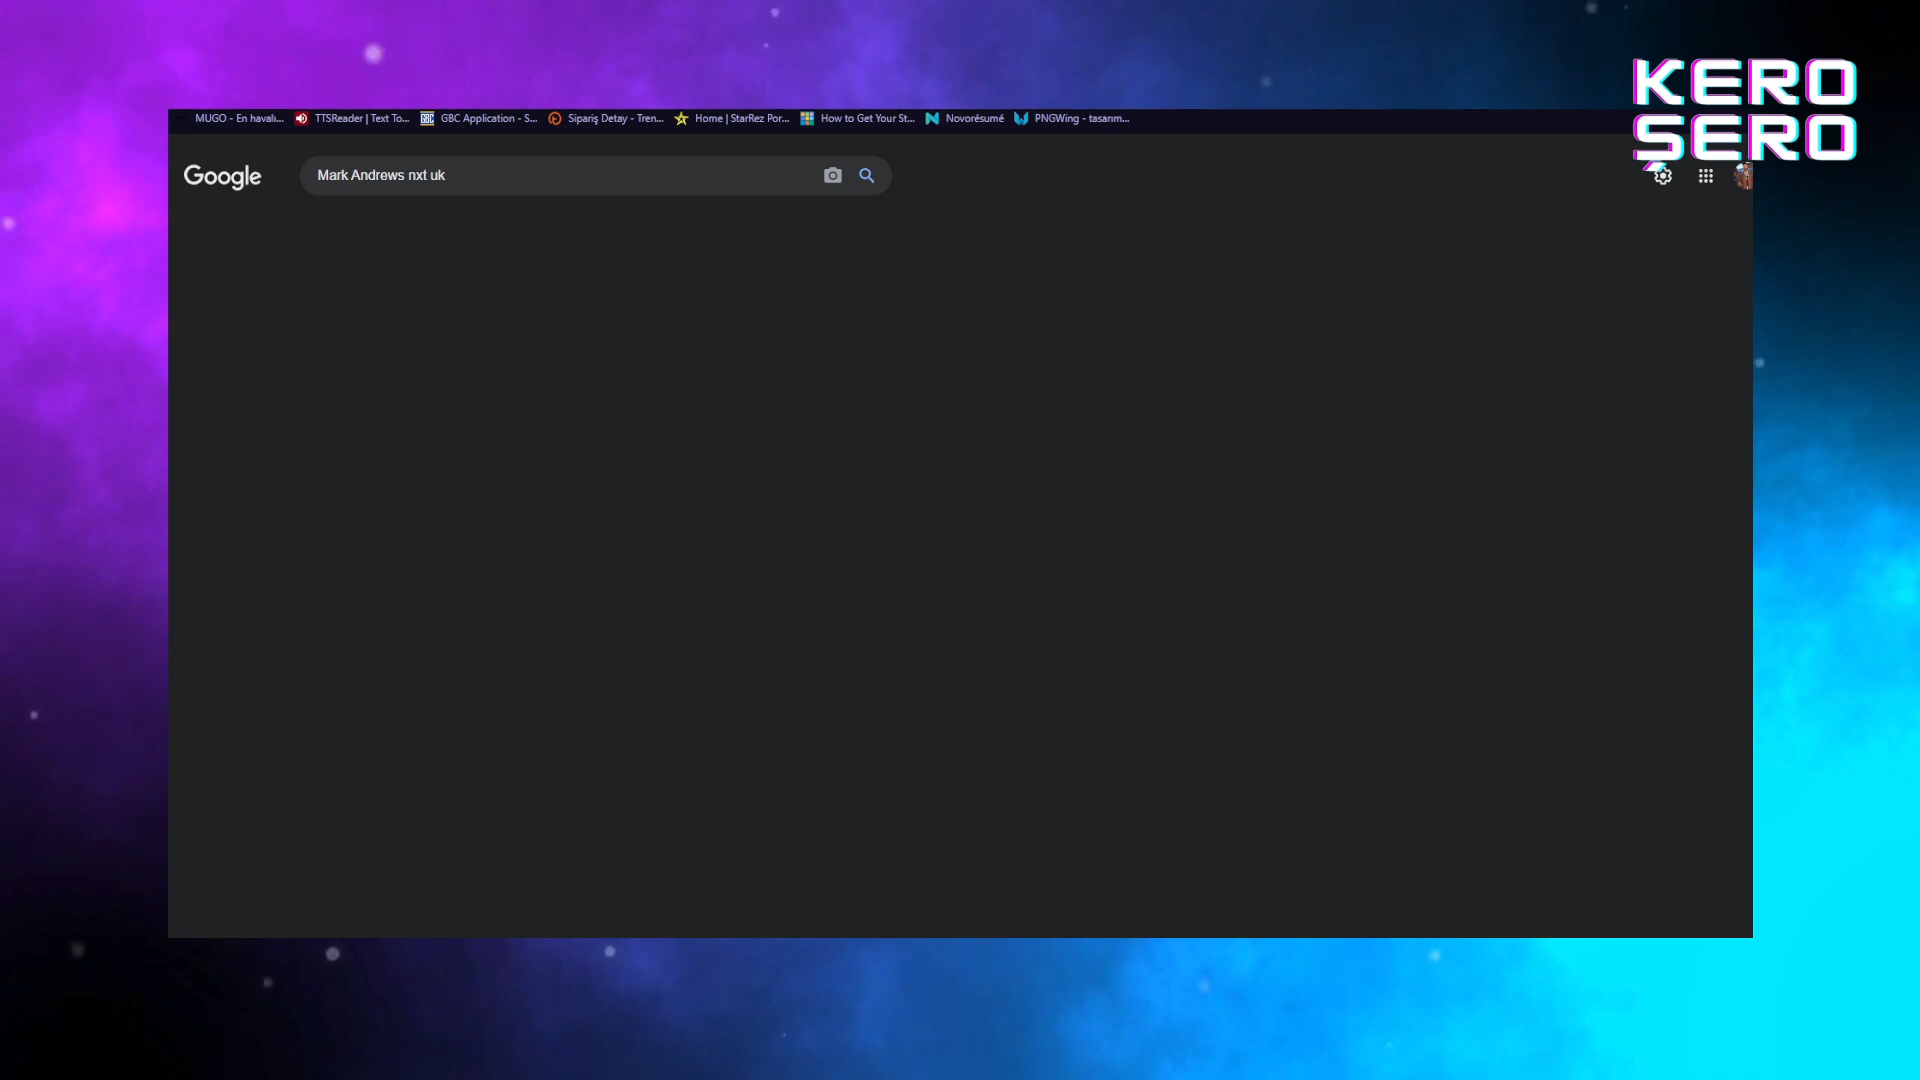 KERO
ŞERO
MUGO - En havalı... TTSReader | Text To... GBC Application - S... Sipariş Detay - Tren... Home | StarRez Por... How to Get Your St... Novorésumé PNGWing - tasarım...
Google Mark Andrews nxt uk